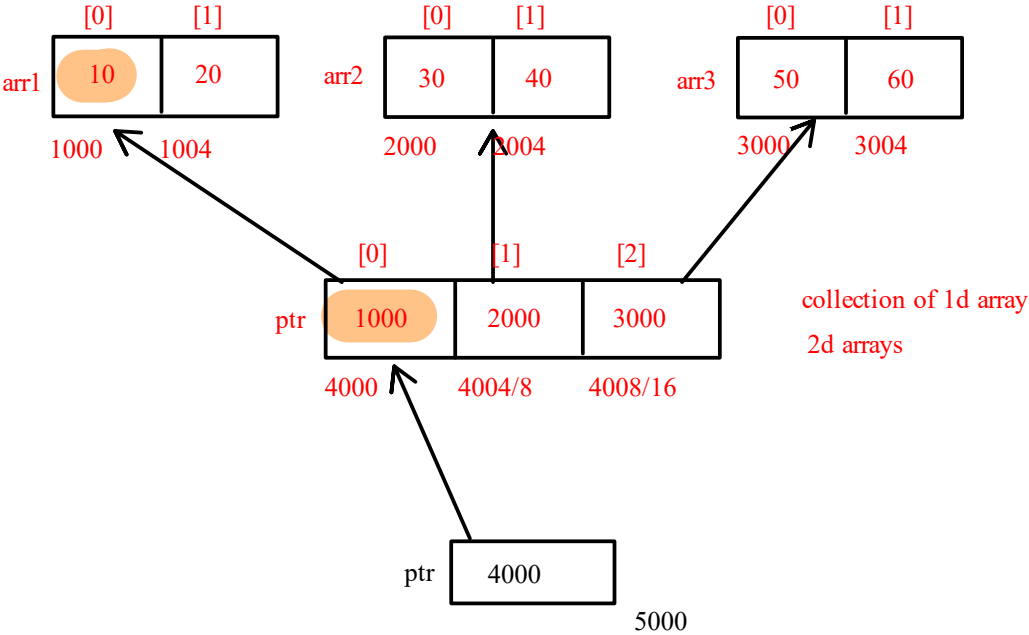 [0] [1] [0] [1] [0] [1]
arr1 10 20 arr2 30 40 arr3 50 60
1000 1004 2000 2004 3000 3004
[0] [1] [2]
ptr 1000 2000 3000 collection of 1d array
2d arrays
4000 4004/8 4008/16
ptr 4000
5000